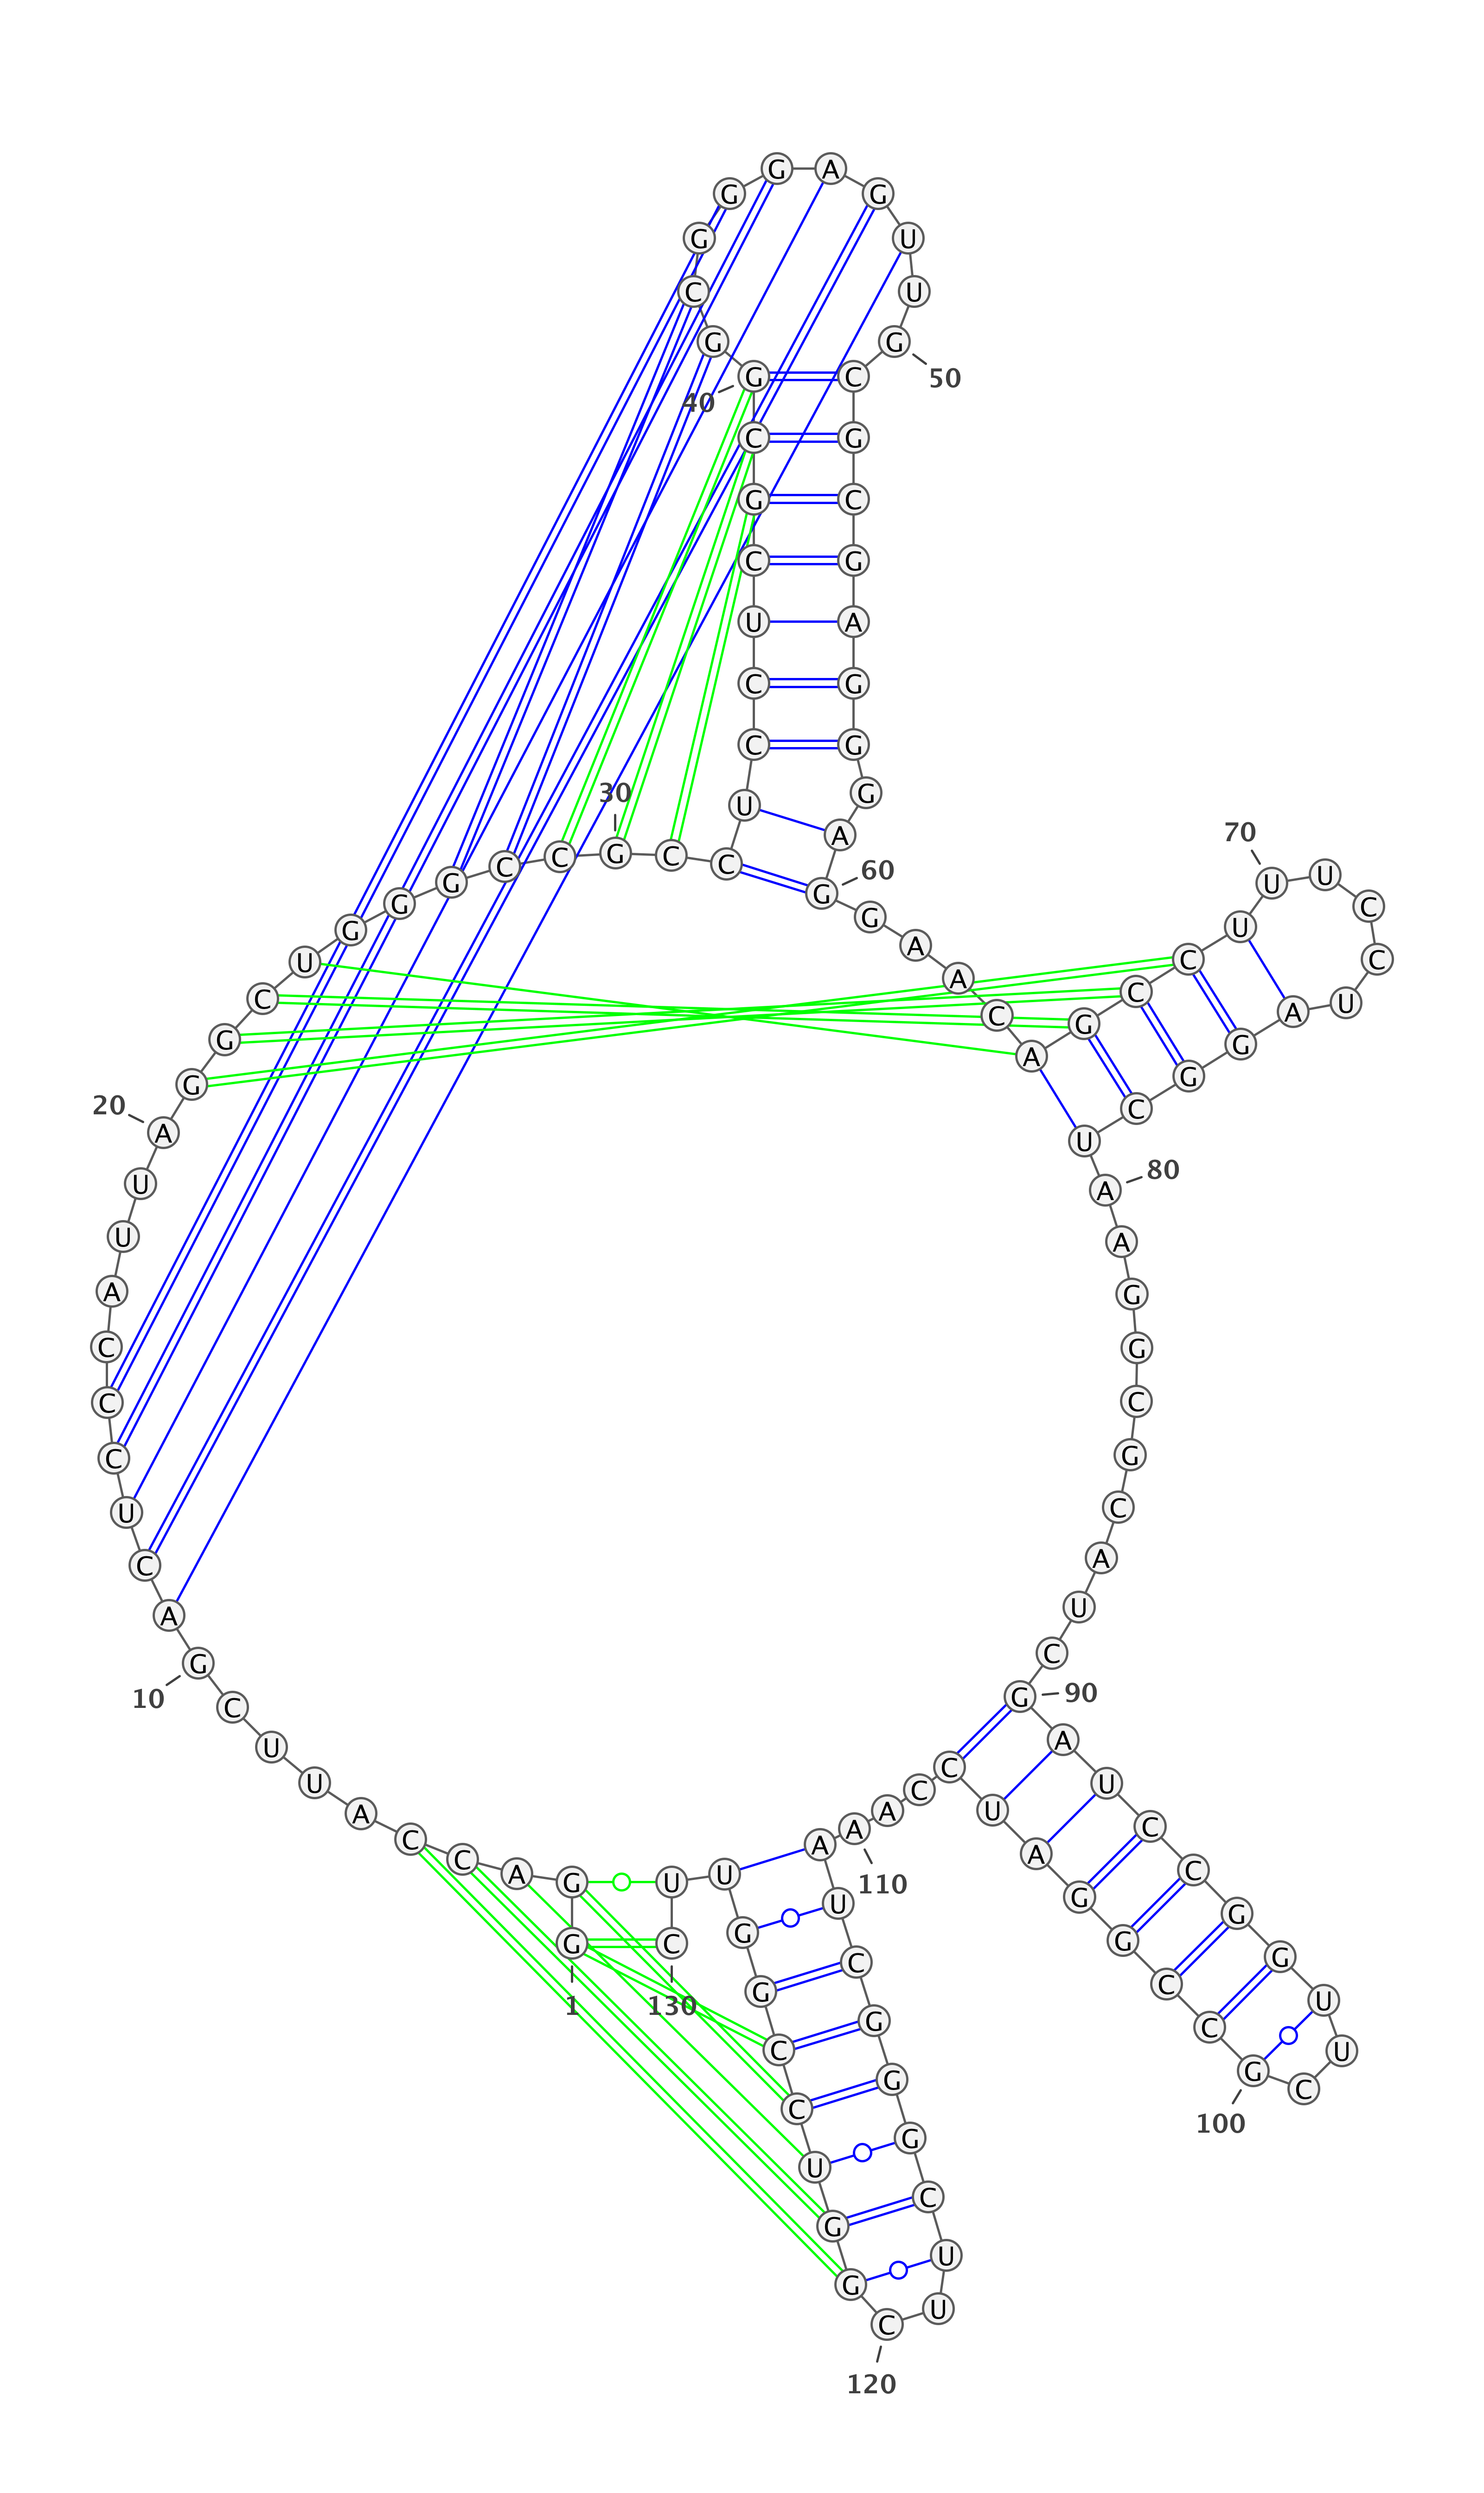 1
G G A C C A U U C G
10
A C U C C C A U U A
20
G G C U G G G C C G
30
C C U C C U C G C G
40
G C G G G A G U U G
50
C G C G A G G G A G
60
G A A C A G C C U U
70
U C C U A G G C U A
80
A G G C G C A U C G
90
A U C C G G U U C G
100
C C G G A U C C A A
110
A U C G G G C U U C
120
G G U C C G G U U C
130